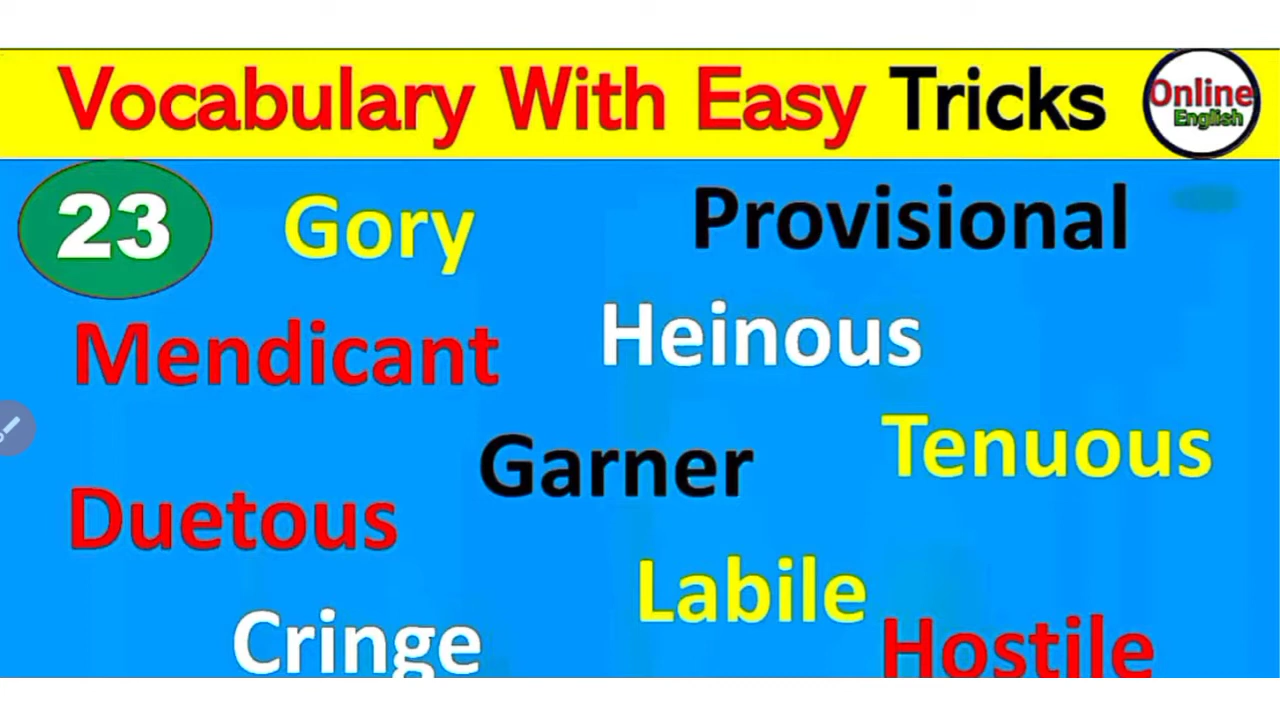 Vocabulary With Easy Tricks
Online
English
23
Gory
Provisional
Mendicant
Heinous
Tenuous
Garner
Duetous
Labile
Cringe
Hostile